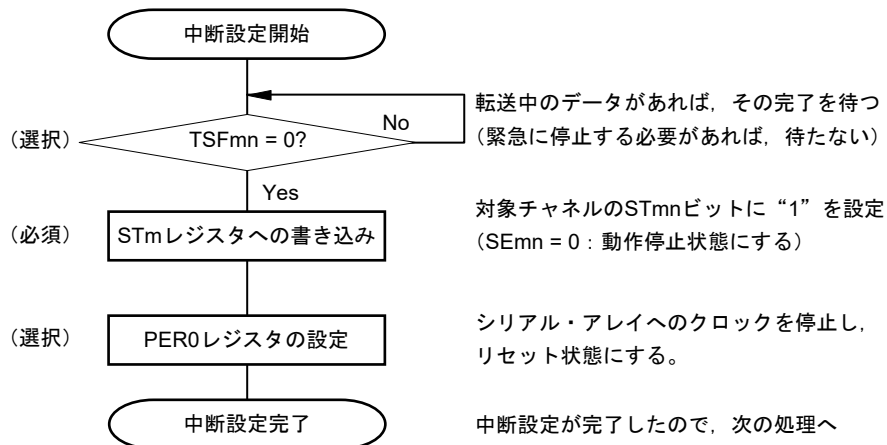 中断設定開始
転送中のデータがあれば，その完了を待つ
（選択） TSFmn = 0? No （緊急に停止する必要があれば，待たない）
Yes
対象チャネルのSTmnビットに“1”を設定
（必須） STmレジスタへの書き込み （SEmn = 0：動作停止状態にする）
シリアル・アレイへのクロックを停止し，
（選択） PER0レジスタの設定 リセット状態にする。
中断設定完了 中断設定が完了したので，次の処理へ